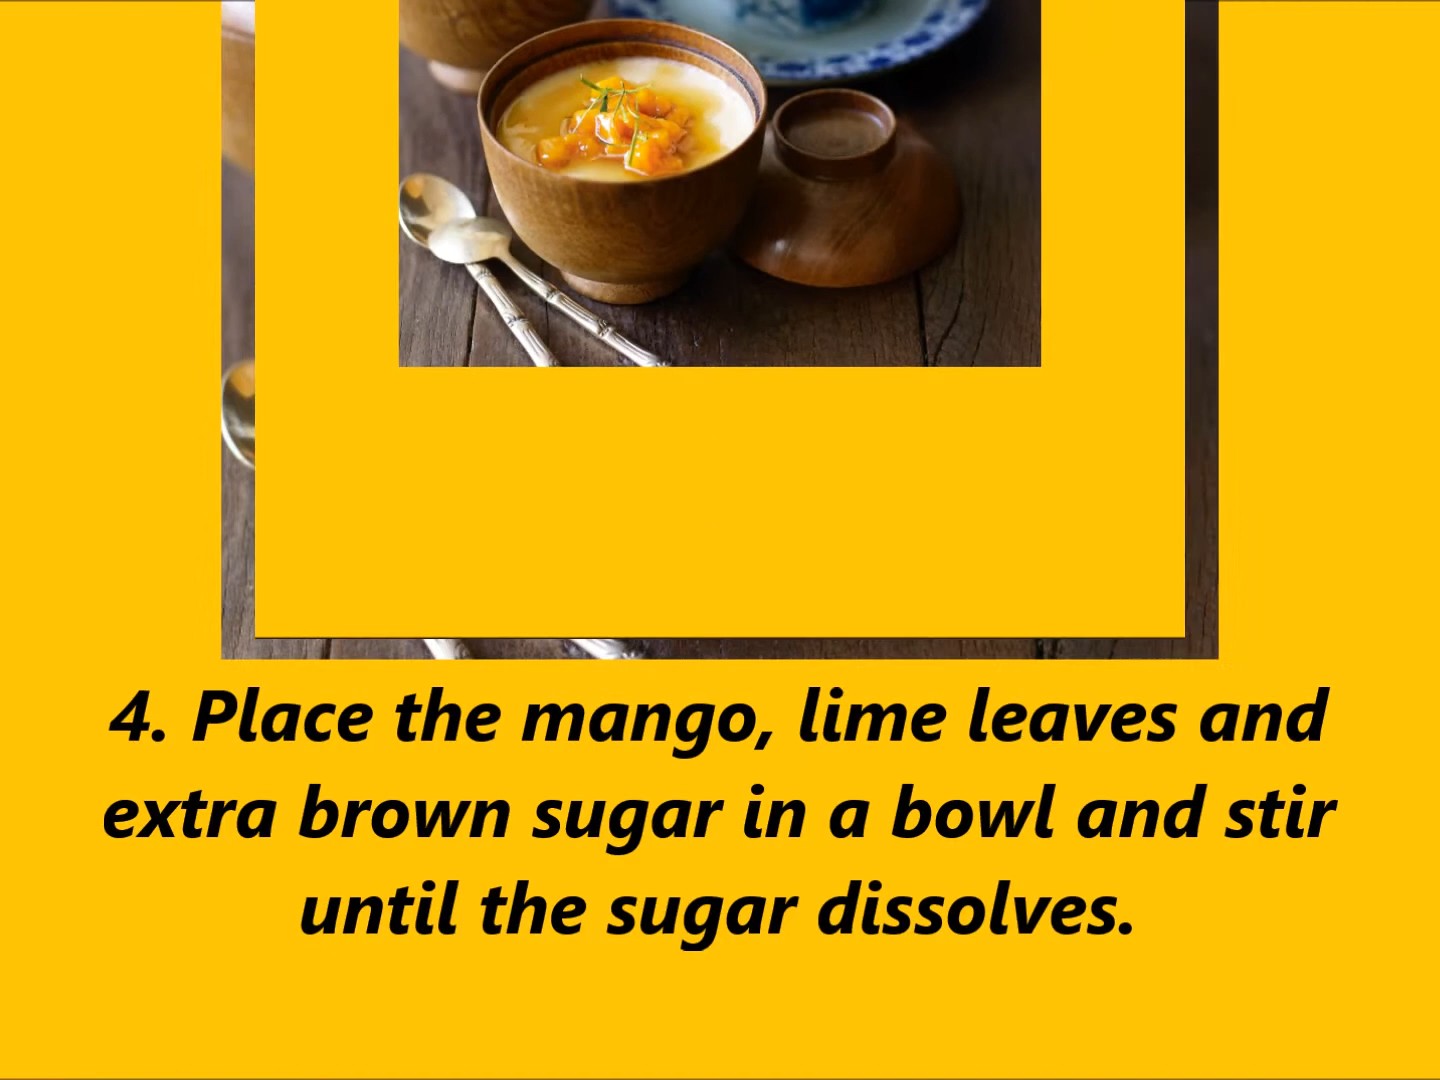 4. Place the mango, lime leaves and
extra brown sugar in a bowl and stir
until the sugar dissolves.